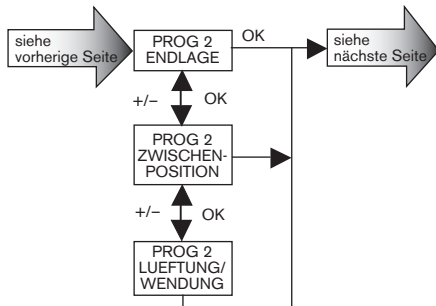 siehe
vorherige Seite
PROG 2
ENDLAGE
OK
siehe
nächste Seite
+/–
OK
PROG 2
ZWISCHEN-
POSITION
+/–
OK
PROG 2
LUEFTUNG/
WENDUNG